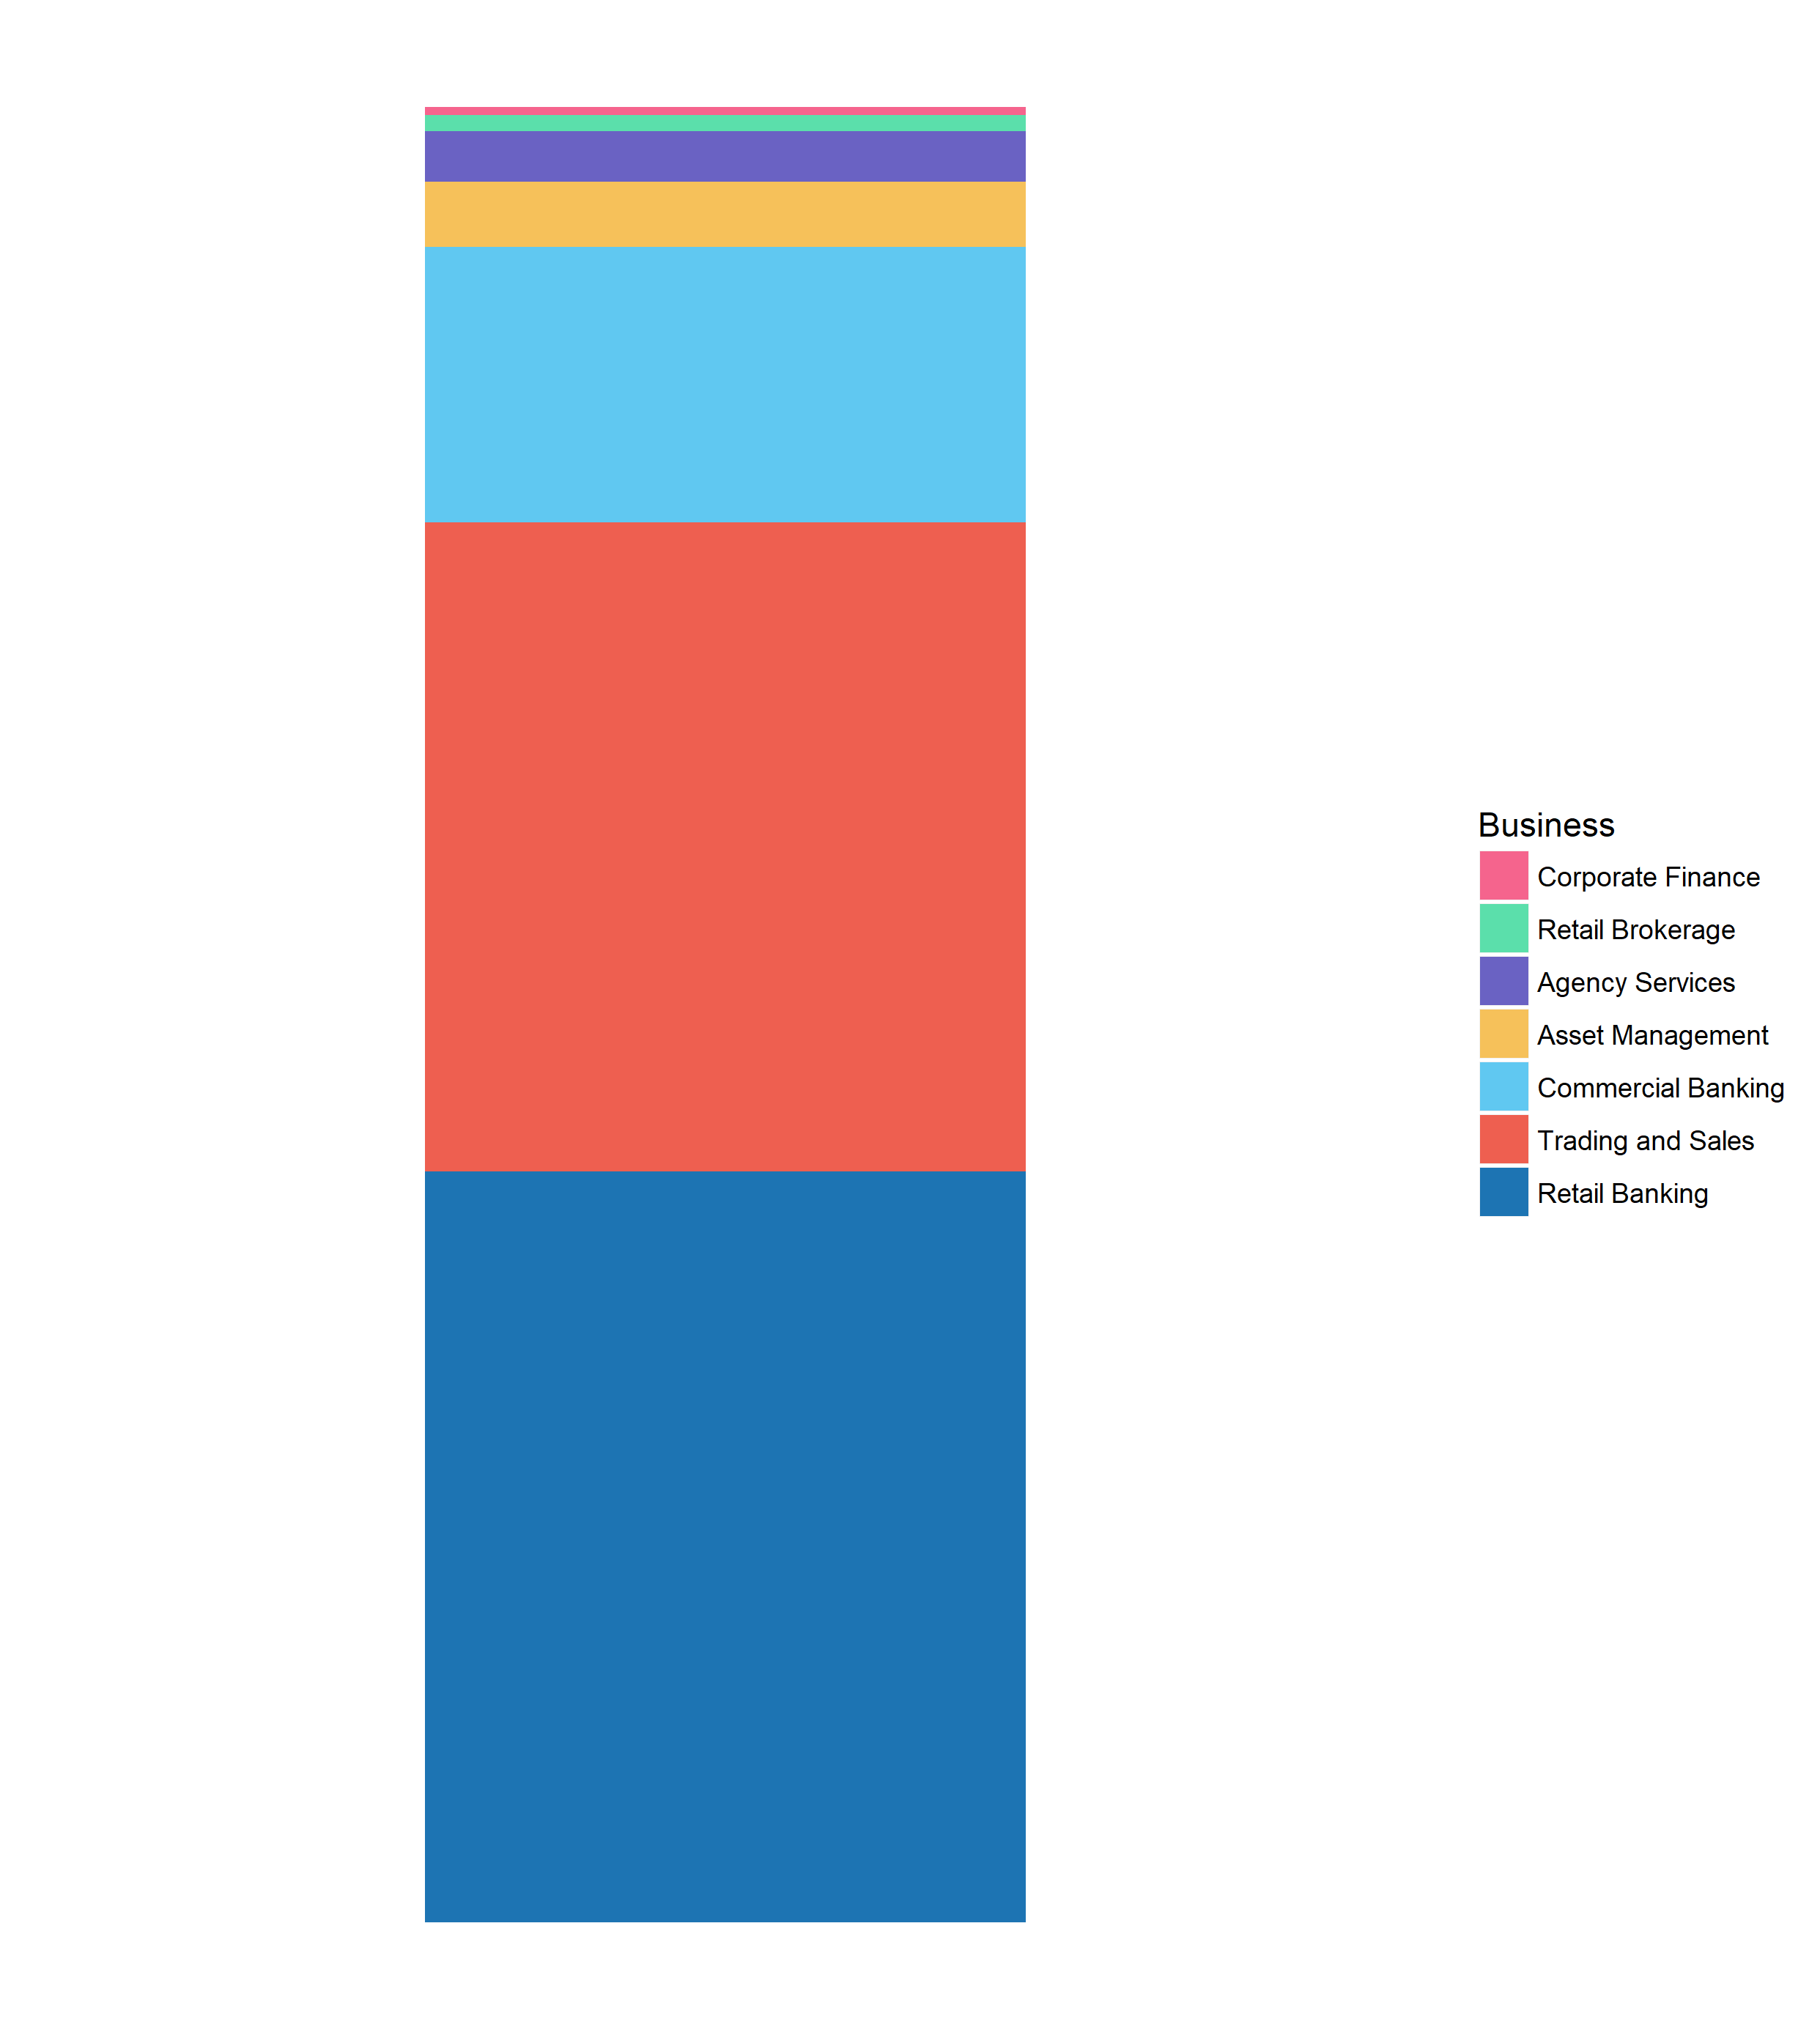 Business
Corporate Finance
Retail Brokerage
Agency Services
Asset Management
Commercial Banking
Trading and Sales
Retail Banking